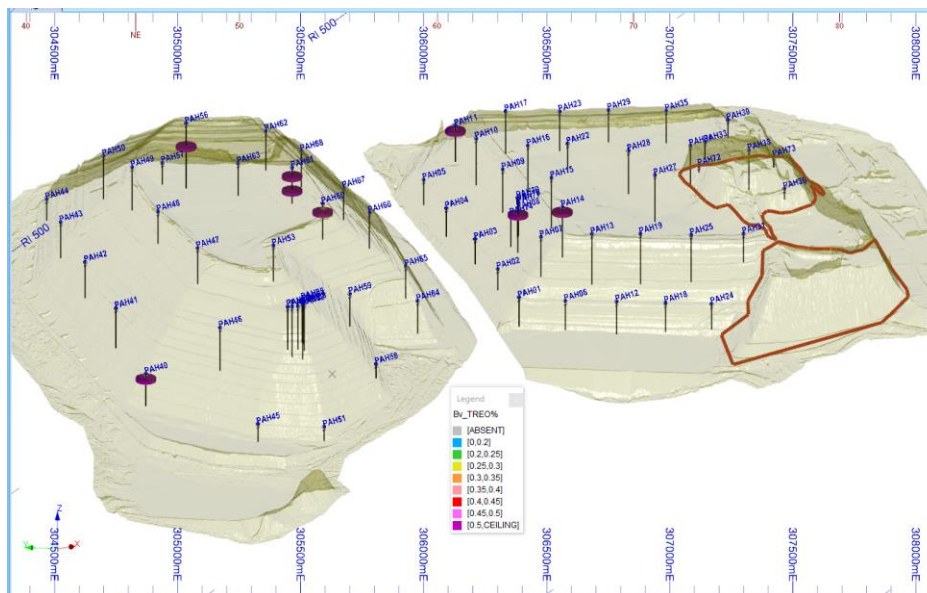 40
NE
50
60
70
80
304500mE
305000mE
305500mE
306000mE
306500mE
307000mE
307500mE
308000mE
Rl 500
Rl 500
PAH56
PAH62
PAH50
PAH49
PAH63
PAH68
PAH67
PAH44
PAH43
PAH48
PAH66
PAH47
PAH53
PAH42
PAH65
PAH41
PAH46
PAH59
PAH64
PAH40
PAH58
PAH45
PAH51
PAH11
PAH17
PAH23
PAH29
PAH35
PAH39
PAH10
PAH16
PAH22
PAH28
PAH33
PAH73
PAH05
PAH09
PAH15
PAH27
PAH04
PAH14
PAH03
PAH13
PAH19
PAH25
PAH02
PAH01
PAH06
PAH12
PAH18
PAH24
Legend
Bv_TREO%
[ABSENT]
[0,0.2]
[0.2,0.25]
[0.25,0.3]
[0.3,0.35]
[0.35,0.4]
[0.4,0.45]
[0.45,0.5]
[0.5,CEILING]
Z
Y
X
304500mE
305000mE
305500mE
306000mE
306500mE
307000mE
307500mE
308000mE